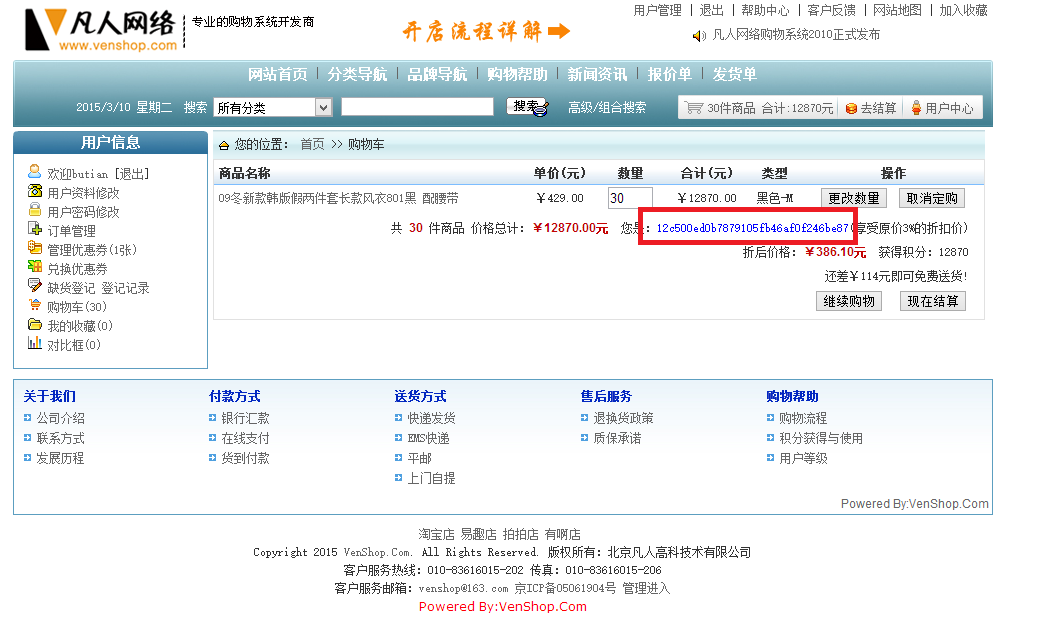 用户管理 | 退出 | 帮助中心 | 客户反馈 | 网站地图 | 加入收藏
凡人网络 专业的购物系统开发商
www.venshop.com
开店流程详解
凡人网络购物系统2010正式发布
网站首页 | 分类导航 | 品牌导航 | 购物帮助 | 新闻资讯 | 报价单 | 发货单
2015/3/10 星期二 搜索 所有分类 搜索 高级/组合搜索 30件商品 合计:12870元 去结算 用户中心
用户信息
欢迎butian [退出]
用户资料修改
用户密码修改
订单管理
管理优惠券(1张)
兑换优惠券
缺货登记 登记记录
购物车(30)
我的收藏(0)
对比框(0)
您的位置: 首页 >> 购物车
商品名称 单价(元) 数量 合计(元) 类型 操作
09冬新款韩版假两件套长款风衣801黑 配腰带 ￥429.00 30 ￥12870.00 黑色-M 更改数量 取消定购
共 30 件商品 价格总计: ￥12870.00元 您是: 12c500ed0b7879105fb46af0f246be87(享受原价3%的折扣价)
折后价格: ￥386.10元 获得积分: 12870
还差￥114元即可免费送货!
继续购物 现在结算
关于我们
公司介绍
联系方式
发展历程
付款方式
银行汇款
在线支付
货到付款
送货方式
快递发货
EMS快递
平邮
上门自提
售后服务
退换货政策
质保承诺
购物帮助
购物流程
积分获得与使用
用户等级
Powered By:VenShop.Com
淘宝店 易趣店 拍拍店 有啊店
Copyright 2015 VenShop.Com. All Rights Reserved. 版权所有: 北京凡人高科技术有限公司
客户服务热线: 010-83616015-202 传真: 010-83616015-206
客户服务邮箱: venshop@163.com 京ICP备05061904号 管理进入
Powered By:VenShop.Com